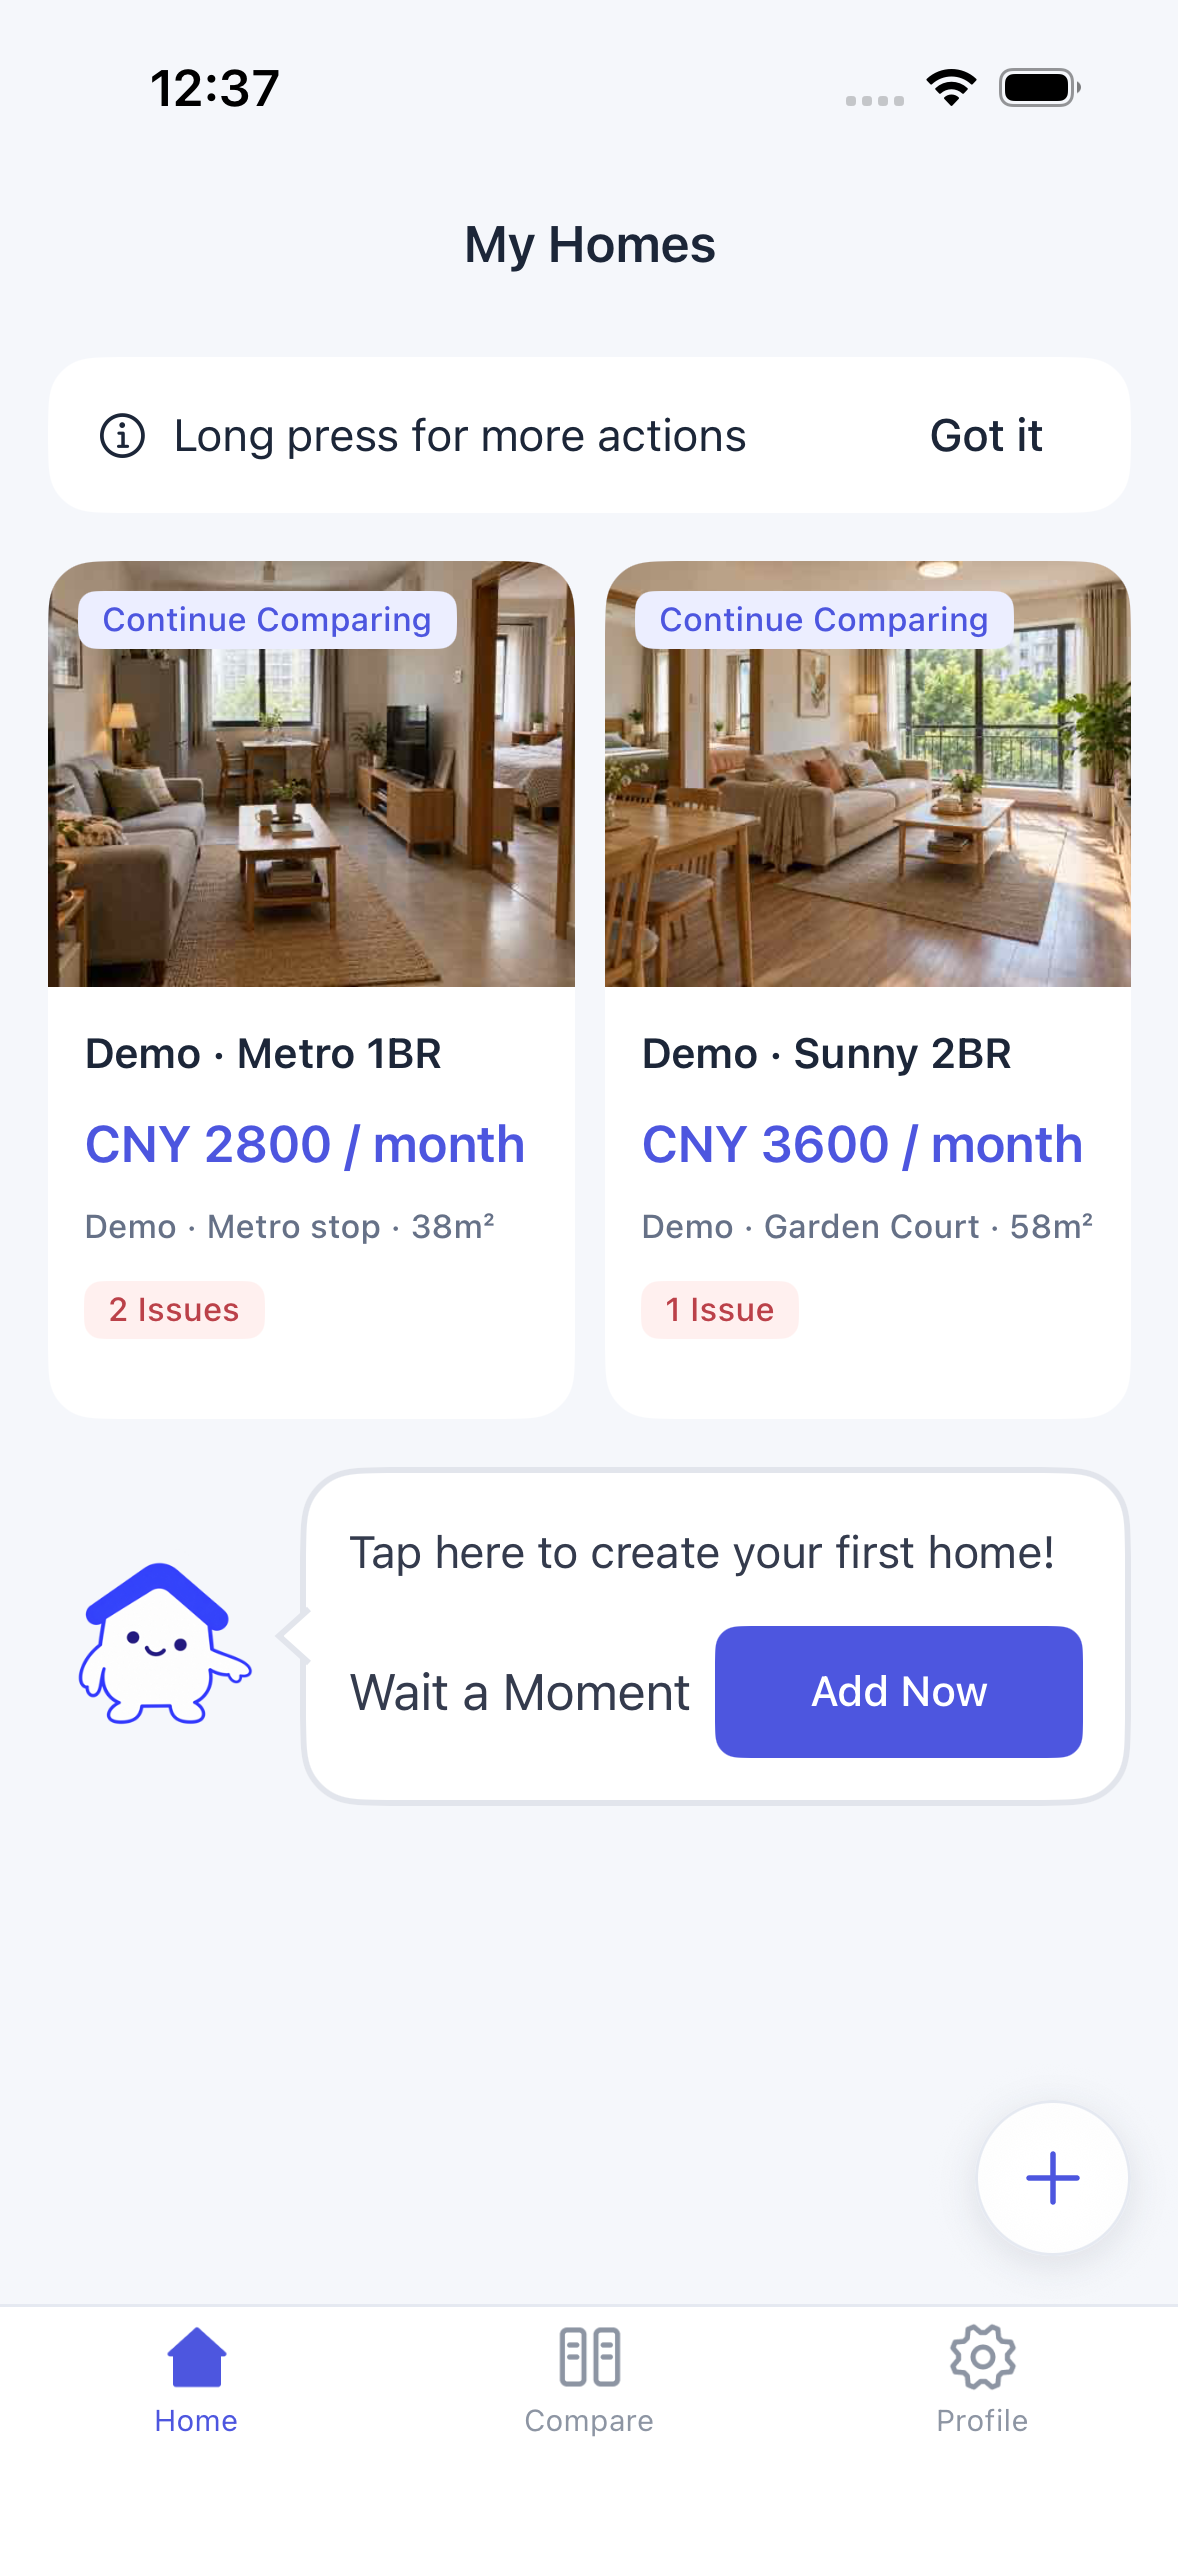 12:37
My Homes
Long press for more actions
Got it
Continue Comparing
Continue Comparing
Demo · Metro 1BR
CNY 2800 / month
Demo · Metro stop · 38m²
2 Issues
Demo · Sunny 2BR
CNY 3600 / month
Demo · Garden Court · 58m²
1 Issue
Tap here to create your first home!
Wait a Moment
Add Now
Home
Compare
Profile